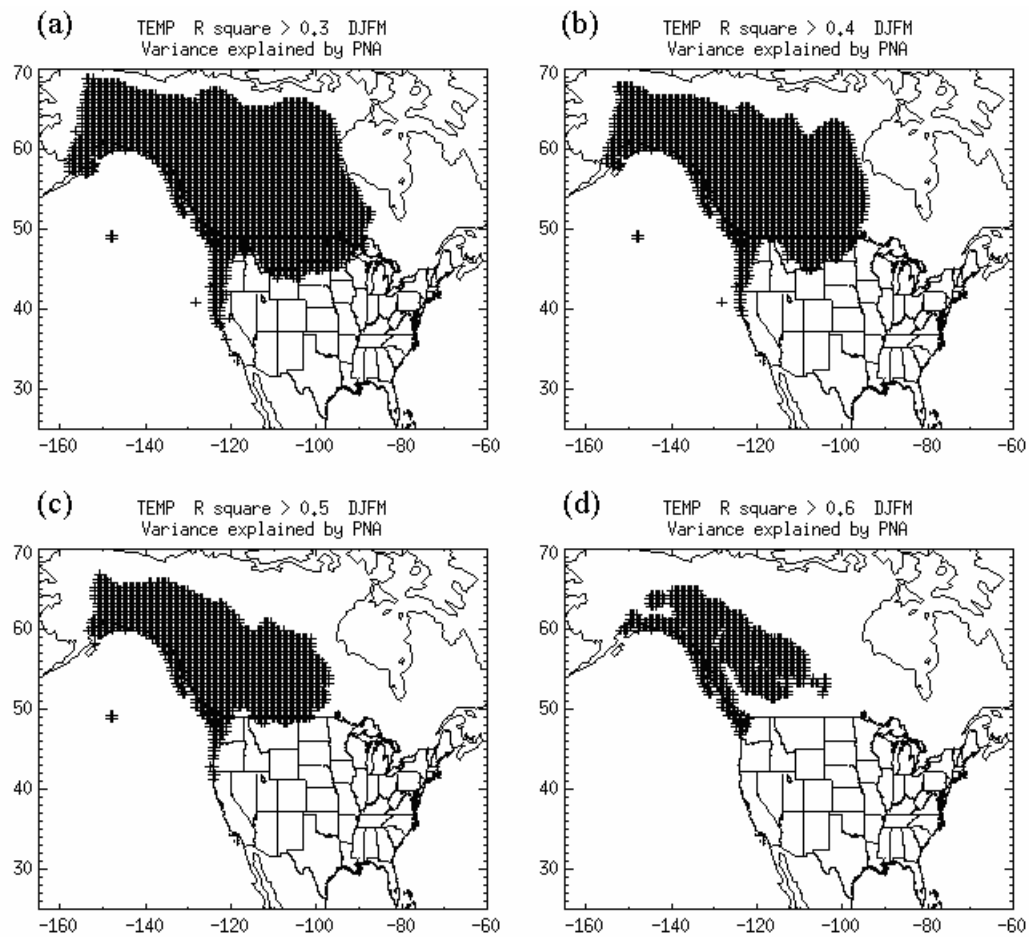 (a)
TEMP R square > 0.3 DJFM
Variance explained by PNA
70
60
50
40
30
-160 -140 -120 -100 -80 -60
(b)
TEMP R square > 0.4 DJFM
Variance explained by PNA
70
60
50
40
30
-160 -140 -120 -100 -80 -60
(c)
TEMP R square > 0.5 DJFM
Variance explained by PNA
70
60
50
40
30
-160 -140 -120 -100 -80 -60
(d)
TEMP R square > 0.6 DJFM
Variance explained by PNA
70
60
50
40
30
-160 -140 -120 -100 -80 -60